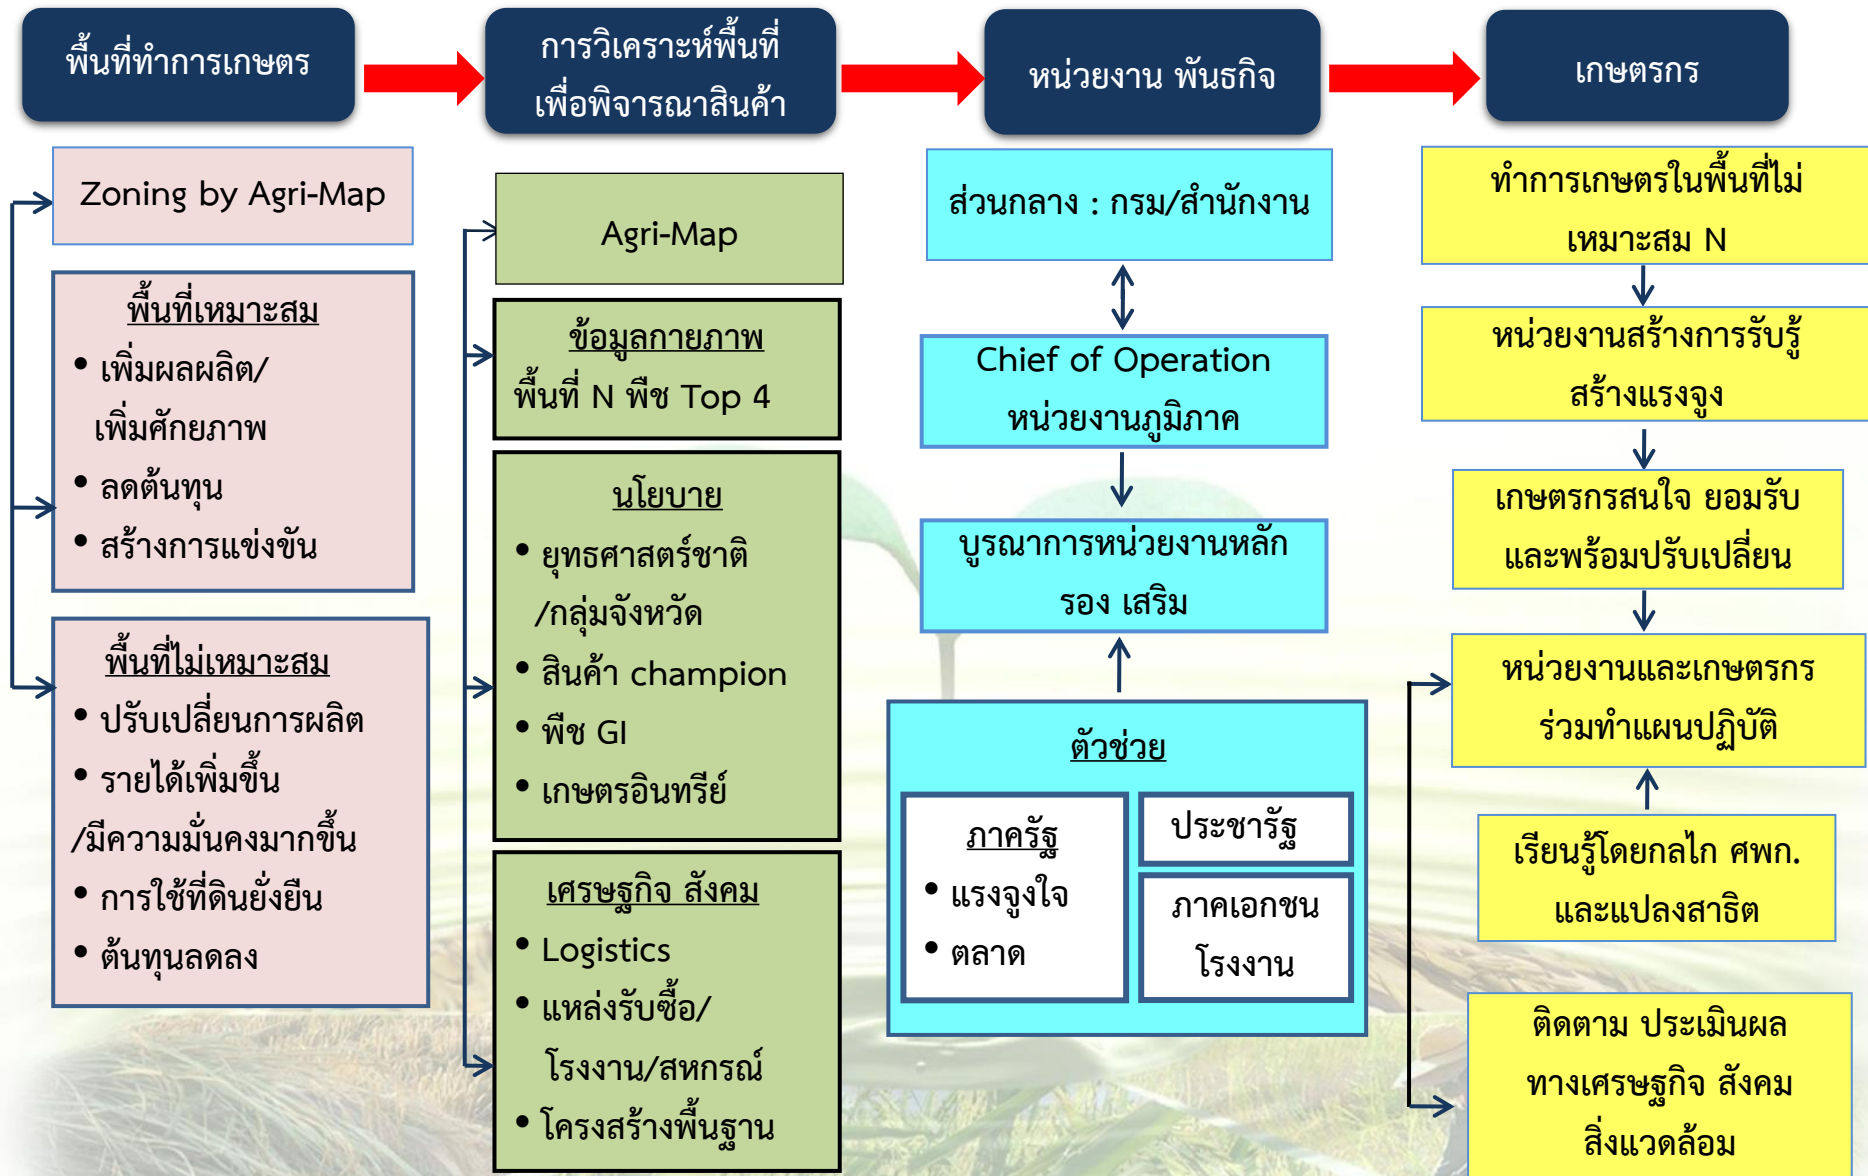 พื้นที่ทำการเกษตร
การวิเคราะห์พื้นที่
เพื่อพิจารณาสินค้า
หน่วยงาน พันธกิจ
เกษตรกร
Zoning by Agri-Map
พื้นที่เหมาะสม
• เพิ่มผลผลิต/
เพิ่มศักยภาพ
• ลดต้นทุน
• สร้างการแข่งขัน
พื้นที่ไม่เหมาะสม
• ปรับเปลี่ยนการผลิต
• รายได้เพิ่มขึ้น
/มีความมั่นคงมากขึ้น
• การใช้ที่ดินยั่งยืน
• ต้นทุนลดลง
Agri-Map
ข้อมูลกายภาพ
พื้นที่ N พืช Top 4
นโยบาย
• ยุทธศาสตร์ชาติ
/กลุ่มจังหวัด
• สินค้า champion
• พืช GI
• เกษตรอินทรีย์
เศรษฐกิจ สังคม
• Logistics
• แหล่งรับซื้อ/
โรงงาน/สหกรณ์
• โครงสร้างพื้นฐาน
ส่วนกลาง : กรม/สำนักงาน
Chief of Operation
หน่วยงานภูมิภาค
บูรณาการหน่วยงานหลัก
รอง เสริม
ตัวช่วย
ภาครัฐ
• แรงจูงใจ
• ตลาด
ประชารัฐ
ภาคเอกชน
โรงงาน
ทำการเกษตรในพื้นที่ไม่
เหมาะสม N
หน่วยงานสร้างการรับรู้
สร้างแรงจูง
เกษตรกรสนใจ ยอมรับ
และพร้อมปรับเปลี่ยน
หน่วยงานและเกษตรกร
ร่วมทำแผนปฏิบัติ
เรียนรู้โดยกลไก ศพก.
และแปลงสาธิต
ติดตาม ประเมินผล
ทางเศรษฐกิจ สังคม
สิ่งแวดล้อม